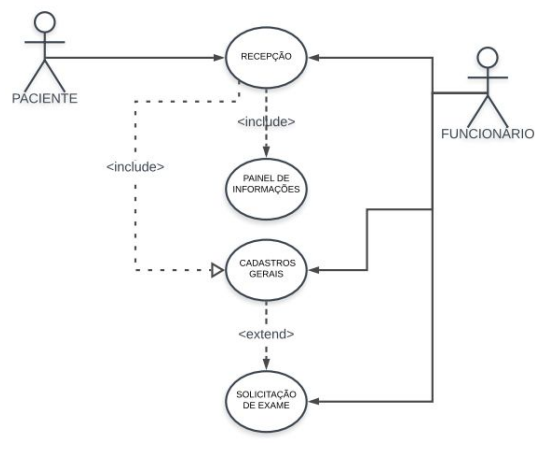 RECEPÇÃO
PACIENTE
FUNCIONÁRIO
<include>
<include>
PAINEL DE
INFORMAÇÕES
CADASTROS
GERAIS
<extend>
SOLICITAÇÃO
DE EXAME